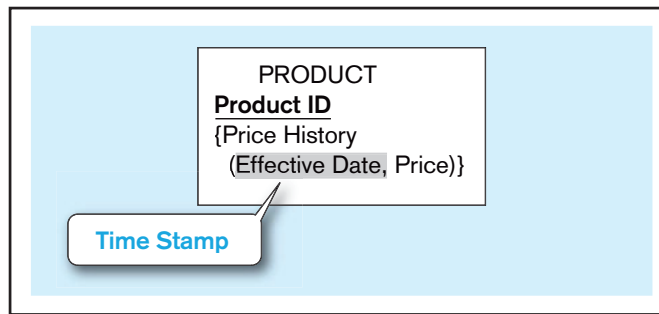 PRODUCT
Product ID
{Price History
(Effective Date, Price)}
Time Stamp